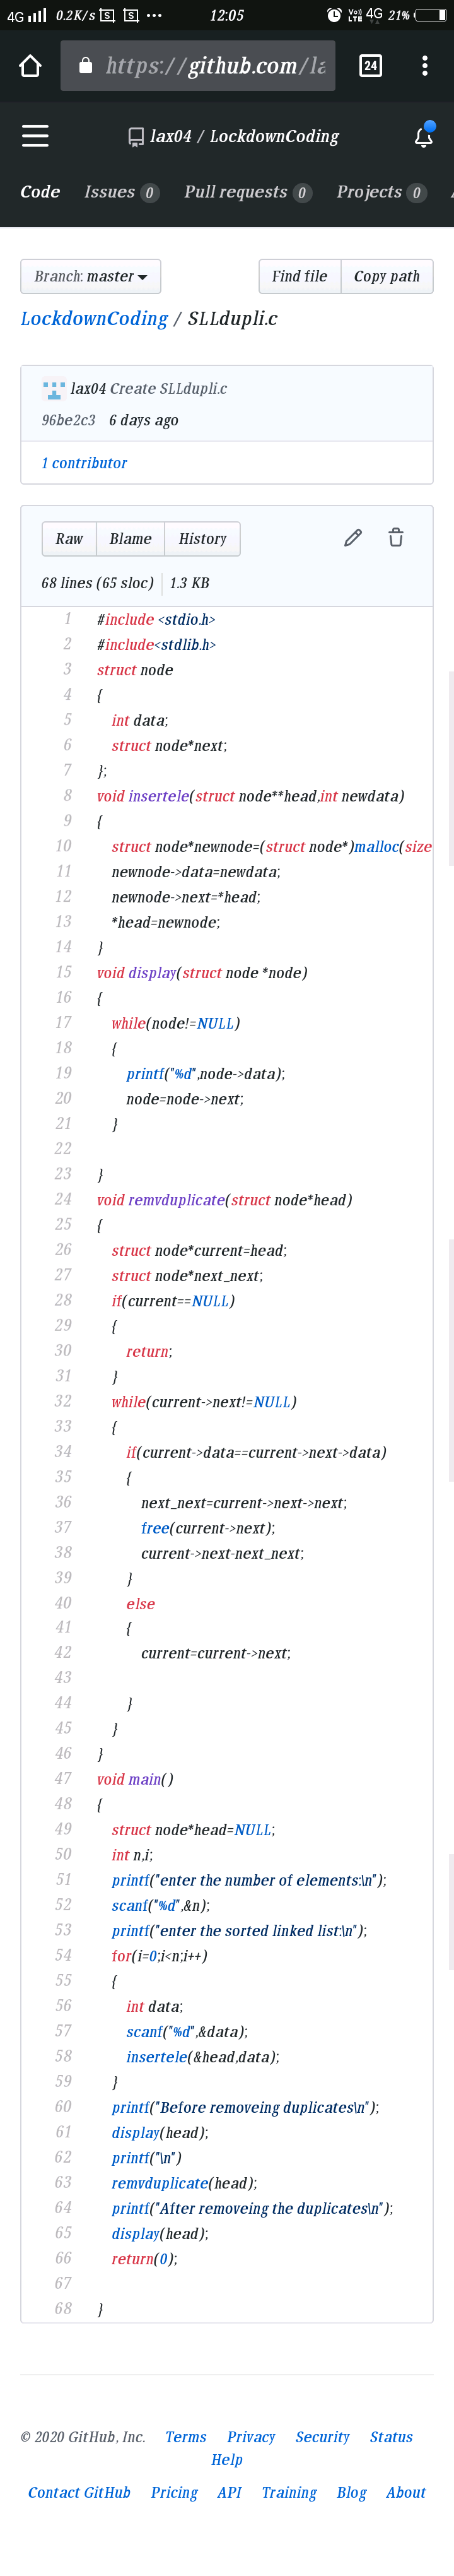 4G 0.2K/s S S ... 12:05 Vo) LTE 4G 21%
https://github.com/la 24
lax04 / LockdownCoding
Code Issues 0 Pull requests 0 Projects 0
Branch: master Find file Copy path
LockdownCoding / SLLdupli.c
lax04 Create SLLdupli.c
96be2c3 6 days ago
1 contributor
Raw Blame History
68 lines (65 sloc) 1.3 KB
1 #include <stdio.h>
2 #include<stdlib.h>
3 struct node
4 {
5 int data;
6 struct node*next;
7 };
8 void insertele(struct node**head,int newdata)
9 {
10 struct node*newnode=(struct node*)malloc(size
11 newnode->data=newdata;
12 newnode->next=*head;
13 *head=newnode;
14 }
15 void display(struct node *node)
16 {
17 while(node!=NULL)
18 {
19 printf("%d",node->data);
20 node=node->next;
21 }
22
23 }
24 void remvduplicate(struct node*head)
25 {
26 struct node*current=head;
27 struct node*next_next;
28 if(current==NULL)
29 {
30 return;
31 }
32 while(current->next!=NULL)
33 {
34 if(current->data==current->next->data)
35 {
36 next_next=current->next->next;
37 free(current->next);
38 current->next-next_next;
39 }
40 else
41 {
42 current=current->next;
43
44 }
45 }
46 }
47 void main()
48 {
49 struct node*head=NULL;
50 int n,i;
51 printf("enter the number of elements:\n");
52 scanf("%d",&n);
53 printf("enter the sorted linked list:\n");
54 for(i=0;i<n;i++)
55 {
56 int data;
57 scanf("%d",&data);
58 insertele(&head,data);
59 }
60 printf("Before removeing duplicates\n");
61 display(head);
62 printf("\n")
63 remvduplicate(head);
64 printf("After removeing the duplicates\n");
65 display(head);
66 return(0);
67
68 }
© 2020 GitHub, Inc. Terms Privacy Security Status
Help
Contact GitHub Pricing API Training Blog About